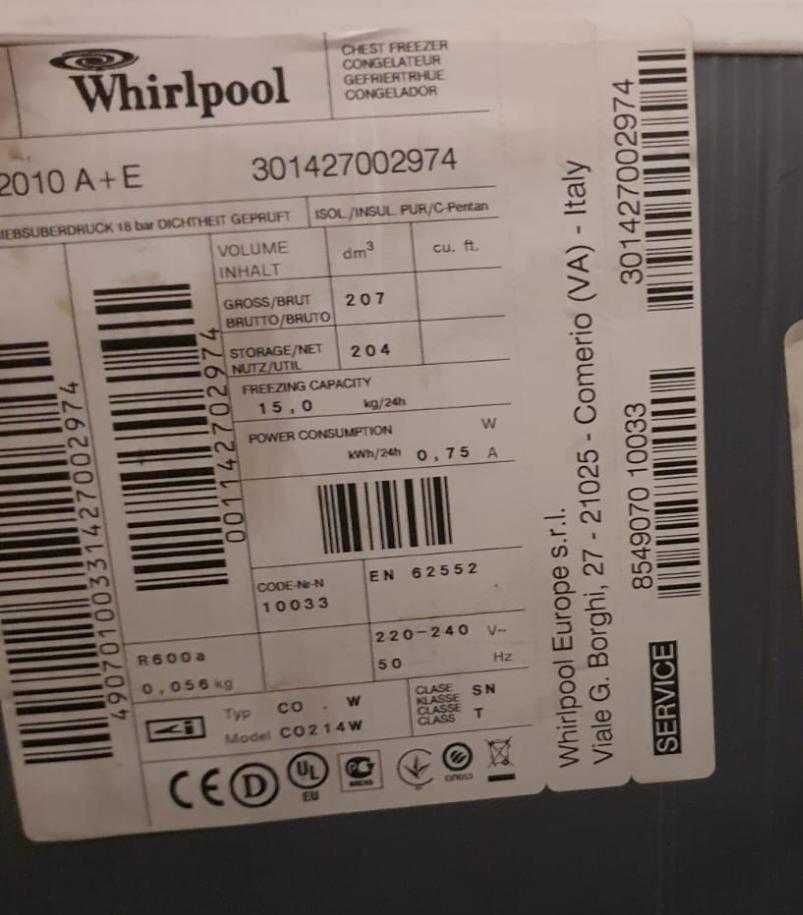 Whirlpool
CHEST FREEZER
CONGELATEUR
GEFRIERTRHUE
CONGELADOR
2010 A+E
301427002974
IEBSUBERDRUCK 18 bar DICHTHEIT GEPRUFT
ISOL./INSUL. PUR/C-Pentan
VOLUME
INHALT
dm³
cu. ft.
GROSS/BRUT
BRUTTO/BRUTO
207
STORAGE/NET
NUTZ/UTIL
204
FREEZING CAPACITY
15,0 kg/24h
POWER CONSUMPTION
W
kWh/24h 0,75 A
CODE-Nr-N
10033
EN 62552
R600a
0,056 kg
220-240 V~
50 Hz
Typ CO . W
Model CO214W
CLASE
KLASSE
CLASSE
CLASS
SN
T
CE D UL EU
490701003314270029​74
001142702974
Whirlpool Europe s.r.l.
Viale G. Borghi, 27 - 21025 - Comerio (VA) - Italy
301427002974
8549070 10033
SERVICE